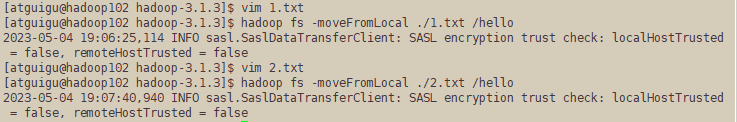 [atguigu@hadoop102 hadoop-3.1.3]$ vim 1.txt
[atguigu@hadoop102 hadoop-3.1.3]$ hadoop fs -moveFromLocal ./1.txt /hello
2023-05-04 19:06:25,114 INFO sasl.SaslDataTransferClient: SASL encryption trust check: localHostTrusted
 = false, remoteHostTrusted = false
[atguigu@hadoop102 hadoop-3.1.3]$ vim 2.txt
[atguigu@hadoop102 hadoop-3.1.3]$ hadoop fs -moveFromLocal ./2.txt /hello
2023-05-04 19:07:40,940 INFO sasl.SaslDataTransferClient: SASL encryption trust check: localHostTrusted
 = false, remoteHostTrusted = false